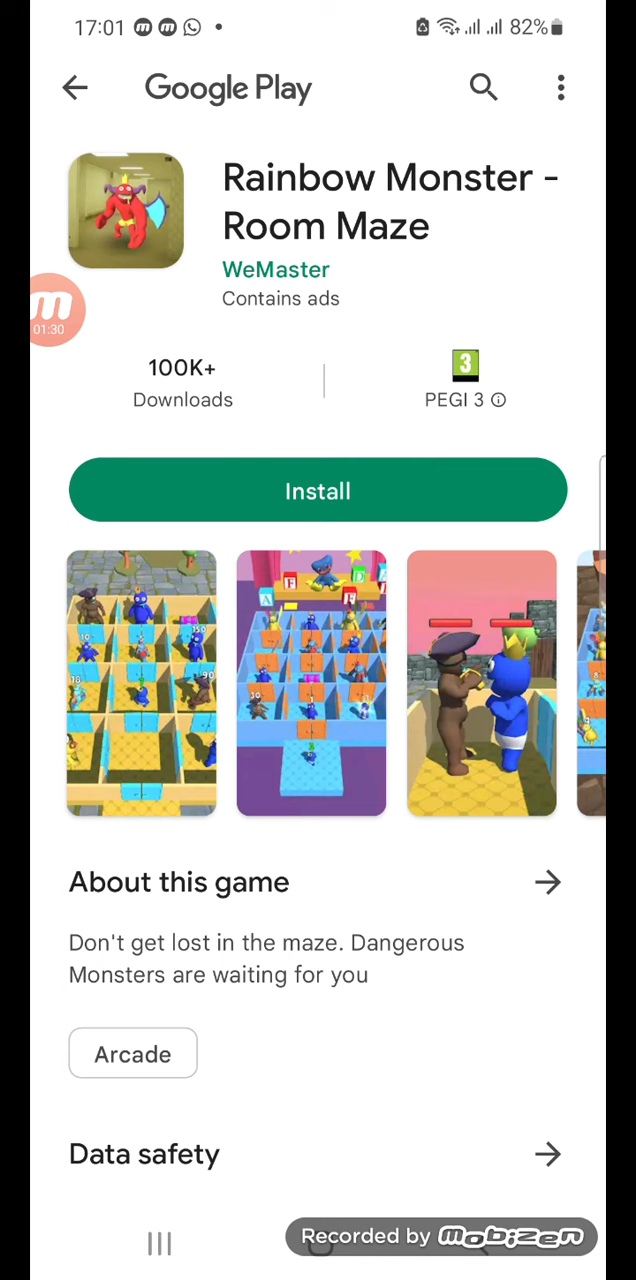 17:01
82%
Google Play
Rainbow Monster -
Room Maze
WeMaster
Contains ads
01:30
100K+
Downloads
3
PEGI 3
Install
About this game
Don't get lost in the maze. Dangerous
Monsters are waiting for you
Arcade
Data safety
Recorded by mobizen